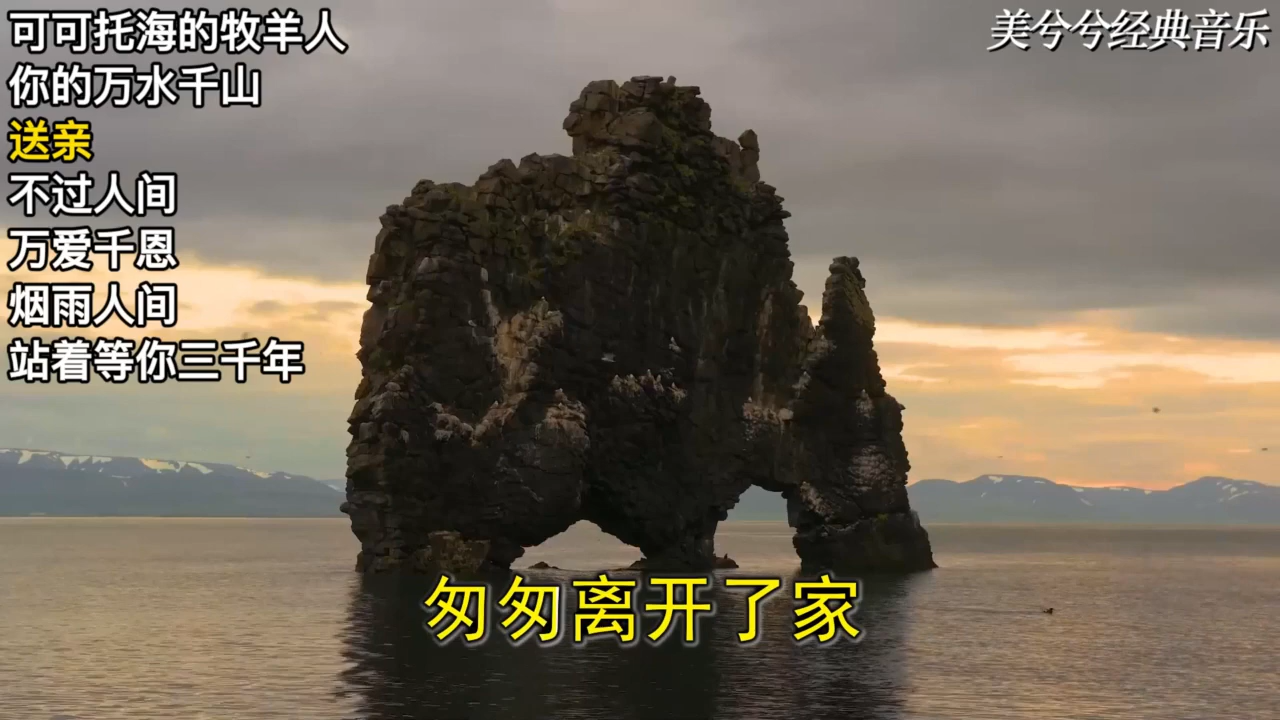 可可托海的牧羊人
你的万水千山
送亲
不过人间
万爱千恩
烟雨人间
站着等你三千年
美兮兮经典音乐
匆匆离开了家